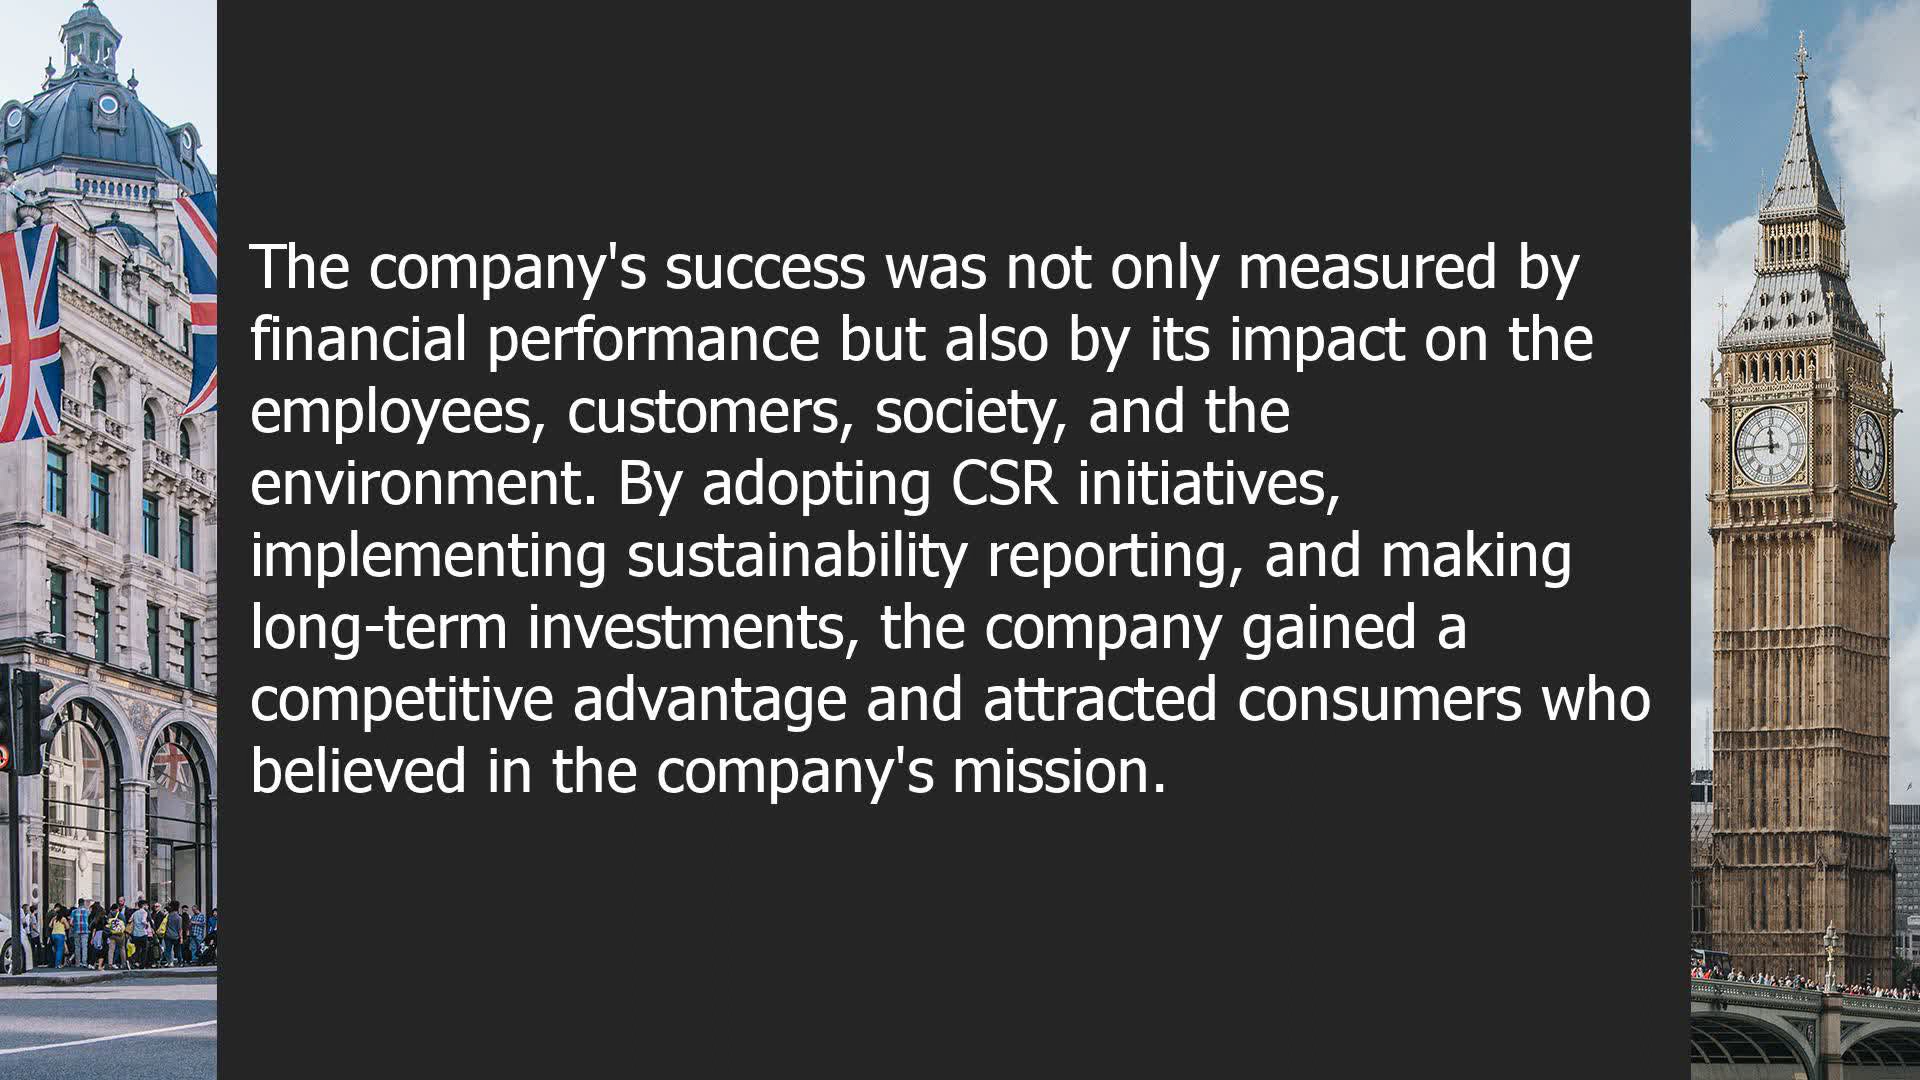 The company's success was not only measured by
financial performance but also by its impact on the
employees, customers, society, and the
environment. By adopting CSR initiatives,
implementing sustainability reporting, and making
long-term investments, the company gained a
competitive advantage and attracted consumers who
believed in the company's mission.